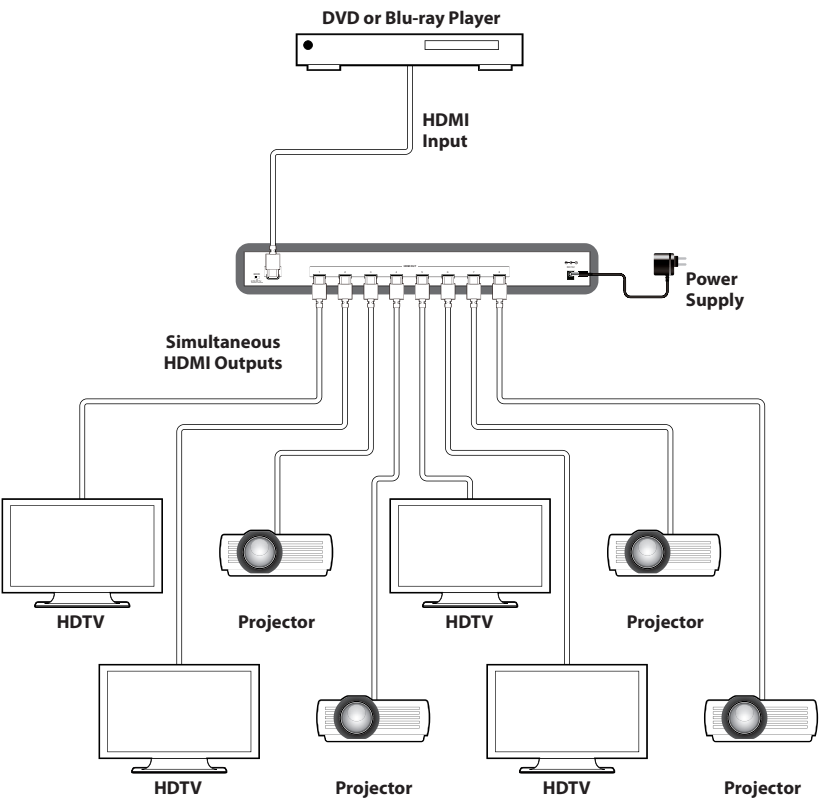 DVD or Blu-ray Player
HDMI
Input
Power
Supply
Simultaneous
HDMI Outputs
HDTV
Projector
HDTV
Projector
HDTV
Projector
HDTV
Projector